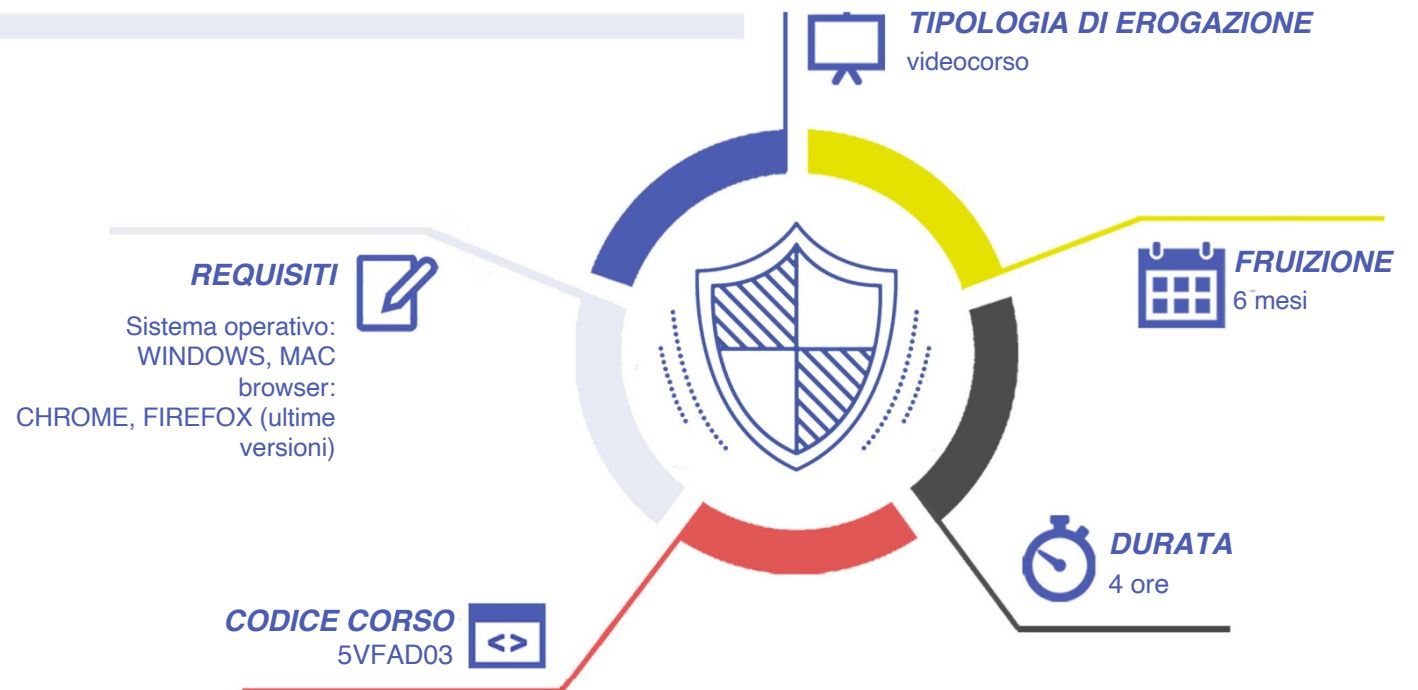 TIPOLOGIA DI EROGAZIONE
videocorso
REQUISITI
Sistema operativo:
WINDOWS, MAC
browser:
CHROME, FIREFOX (ultime
versioni)
FRUIZIONE
6 mesi
DURATA
4 ore
CODICE CORSO
5VFAD03